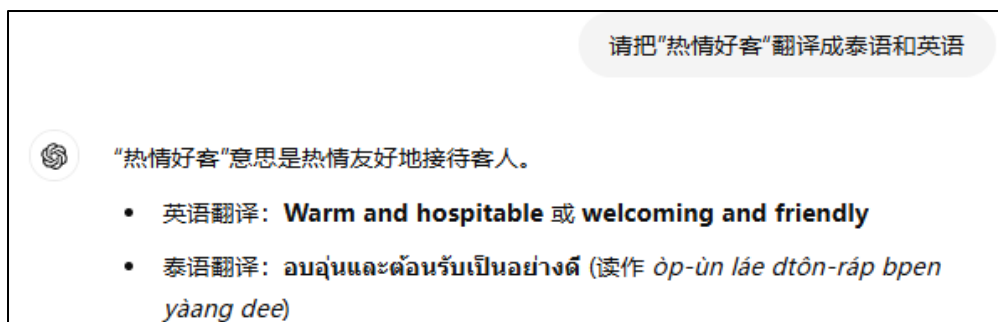 请把"热情好客"翻译成泰语和英语
"热情好客"意思是热情友好地接待客人。
• 英语翻译：Warm and hospitable 或 welcoming and friendly
• 泰语翻译：อบอุ่นและต้อนรับเป็นอย่างดี (读作 òp-ùn láe dtôn-ráp bpen
yàang dee)